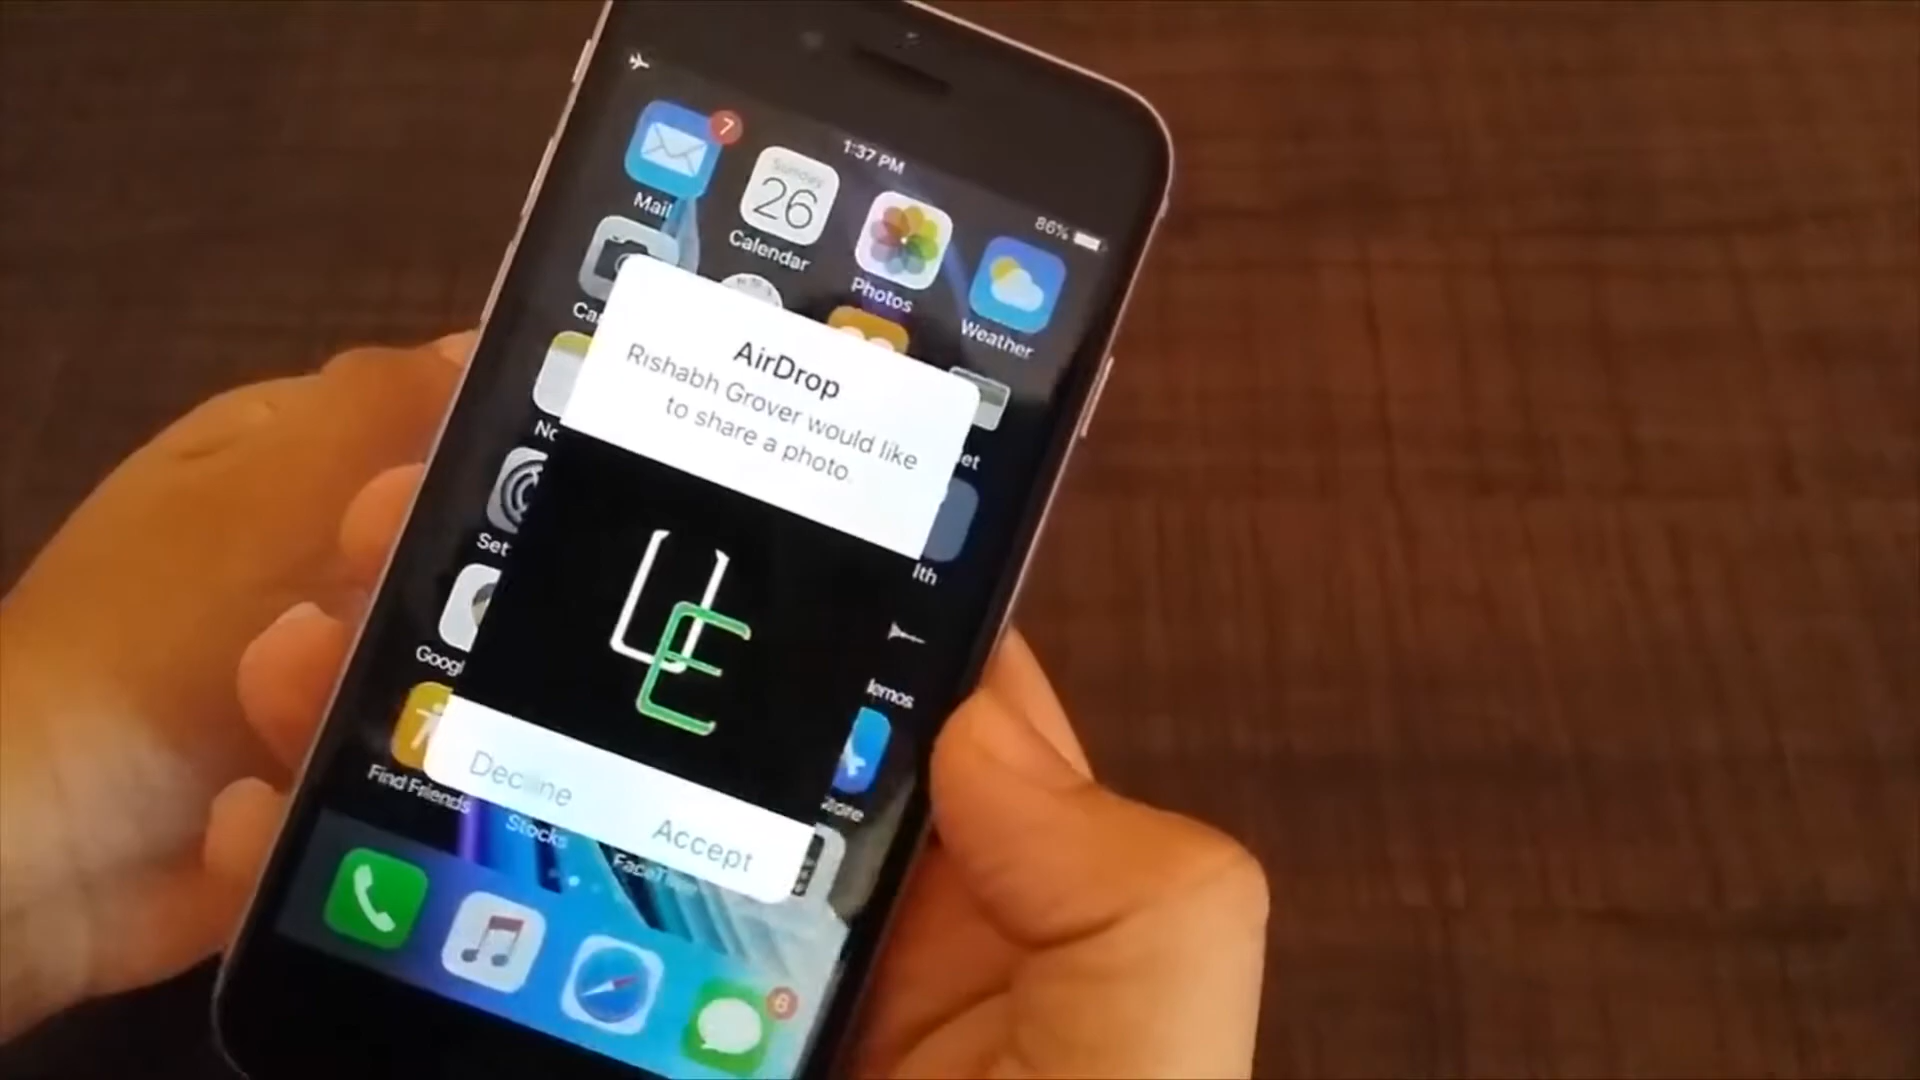 1:37 PM
86%
7
Mail
Sunday
26
Calendar
Photos
Weather
AirDrop
Rishabh Grover would like
to share a photo.
UE
Decline
Accept
Find Friends
Stocks
6